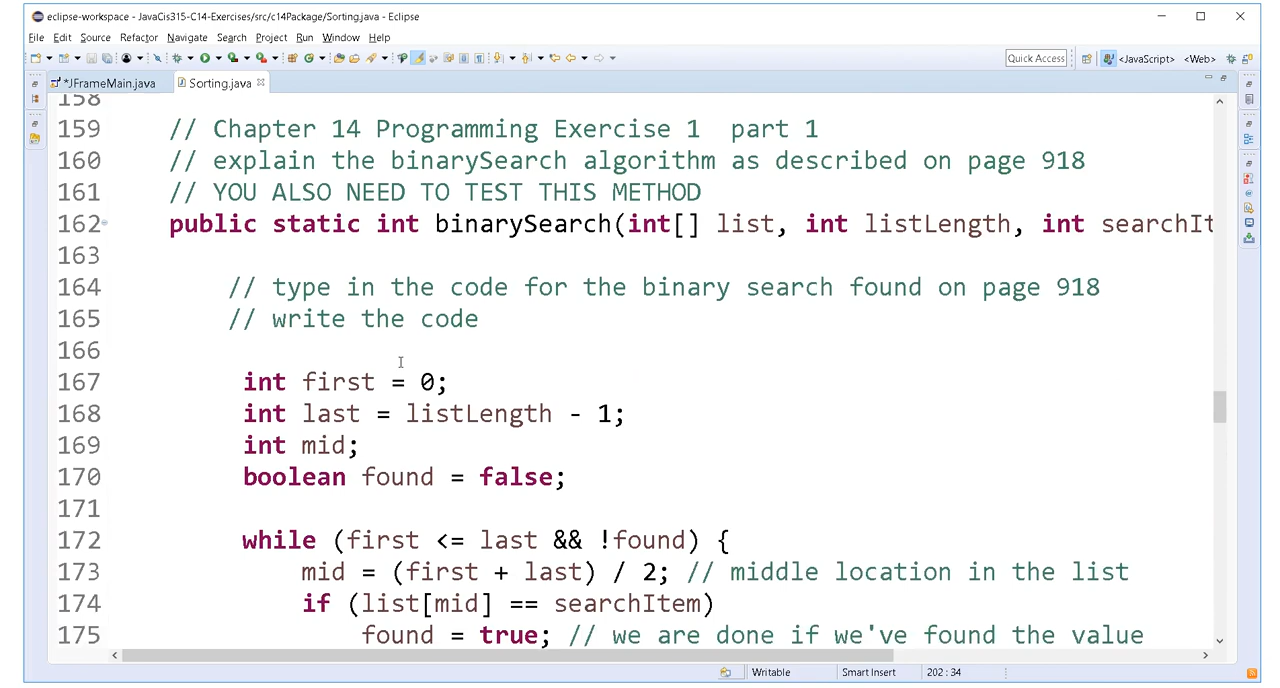 eclipse-workspace - JavaCis315-C14-Exercises/src/c14Package/Sorting.java - Eclipse
File Edit Source Refactor Navigate Search Project Run Window Help
Quick Access <JavaScript> <Web>
*JFrameMain.java Sorting.java
158
159 // Chapter 14 Programming Exercise 1 part 1
160 // explain the binarySearch algorithm as described on page 918
161 // YOU ALSO NEED TO TEST THIS METHOD
162 public static int binarySearch(int[] list, int listLength, int searchIt
163
164 // type in the code for the binary search found on page 918
165 // write the code
166
167 int first = 0;
168 int last = listLength - 1;
169 int mid;
170 boolean found = false;
171
172 while (first <= last && !found) {
173 mid = (first + last) / 2; // middle location in the list
174 if (list[mid] == searchItem)
175 found = true; // we are done if we've found the value
Writable Smart Insert 202 : 34